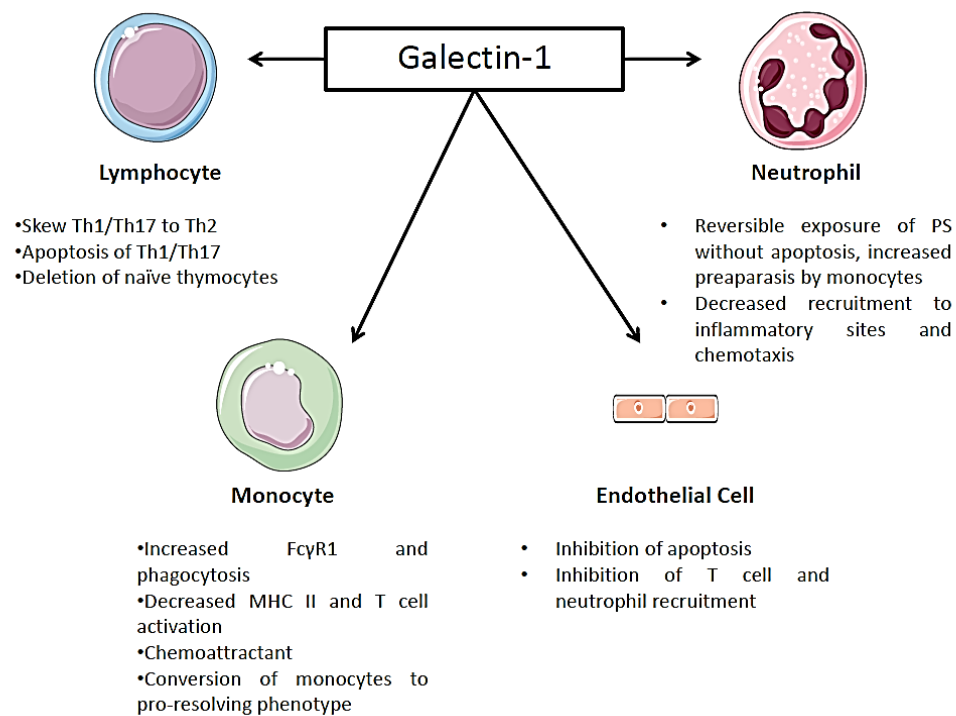 Galectin-1
Lymphocyte
•Skew Th1/Th17 to Th2
•Apoptosis of Th1/Th17
•Deletion of naïve thymocytes
Neutrophil
• Reversible exposure of PS
without apoptosis, increased
preaparasis by monocytes
• Decreased recruitment to
inflammatory sites and
chemotaxis
Monocyte
•Increased FcγR1 and
phagocytosis
•Decreased MHC II and T cell
activation
•Chemoattractant
•Conversion of monocytes to
pro-resolving phenotype
Endothelial Cell
• Inhibition of apoptosis
• Inhibition of T cell and
neutrophil recruitment